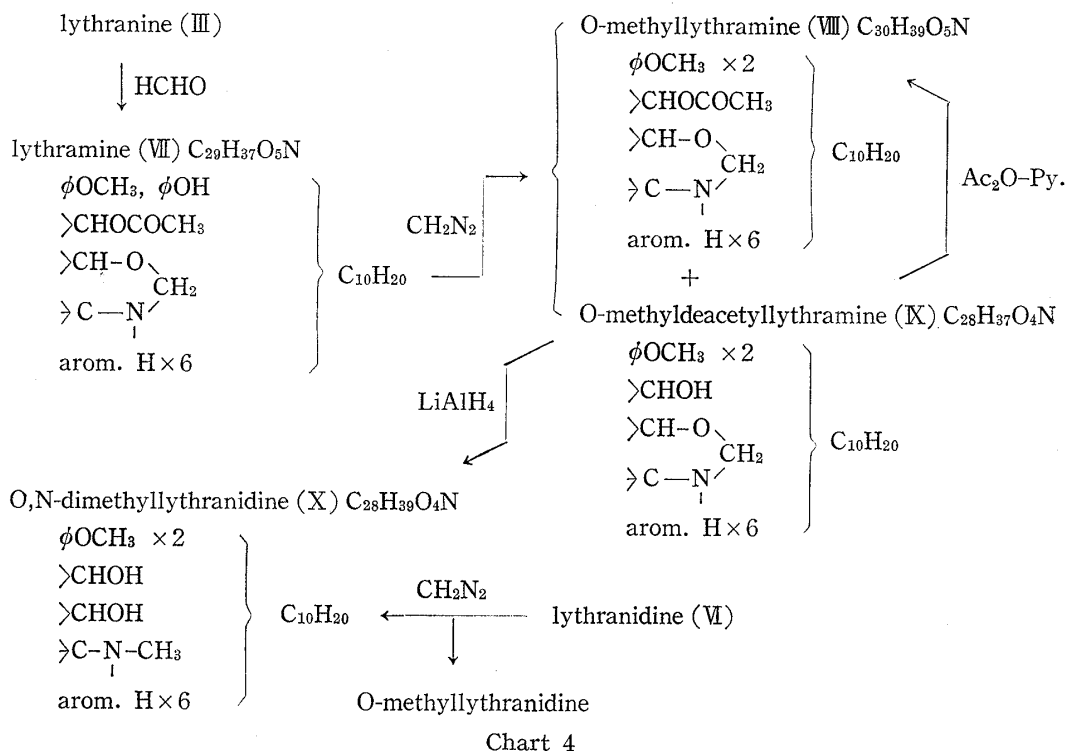 lythranine (Ⅲ)
HCHO
lythramine (Ⅶ) C₂₉H₃₇O₅N
φOCH₃, φOH
>CHOCOCH₃
>CH-O
CH₂
⪖C—N
arom. H×6
C₁₀H₂₀
CH₂N₂
O-methyllythramine (Ⅷ) C₃₀H₃₉O₅N
φOCH₃ ×2
>CHOCOCH₃
>CH-O
CH₂
⪖C—N
arom. H×6
C₁₀H₂₀
Ac₂O-Py.
+
O-methyldeacetyllythramine (Ⅸ) C₂₈H₃₇O₄N
φOCH₃ ×2
>CHOH
>CH-O
CH₂
⪖C—N
arom. H×6
C₁₀H₂₀
LiAlH₄
O,N-dimethyllythranidine (Ⅹ) C₂₈H₃₉O₄N
φOCH₃ ×2
>CHOH
>CHOH
⪖C-N-CH₃
arom. H×6
C₁₀H₂₀
CH₂N₂
lythranidine (Ⅵ)
O-methyllythranidine
Chart 4